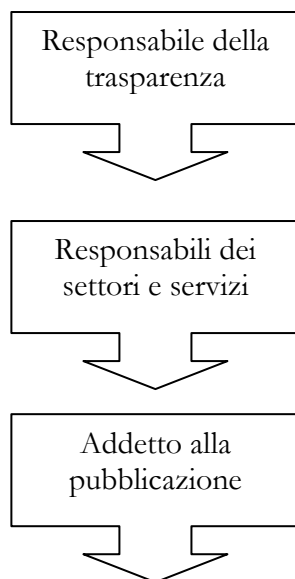 Responsabile della
trasparenza
Responsabili dei
settori e servizi
Addetto alla
pubblicazione